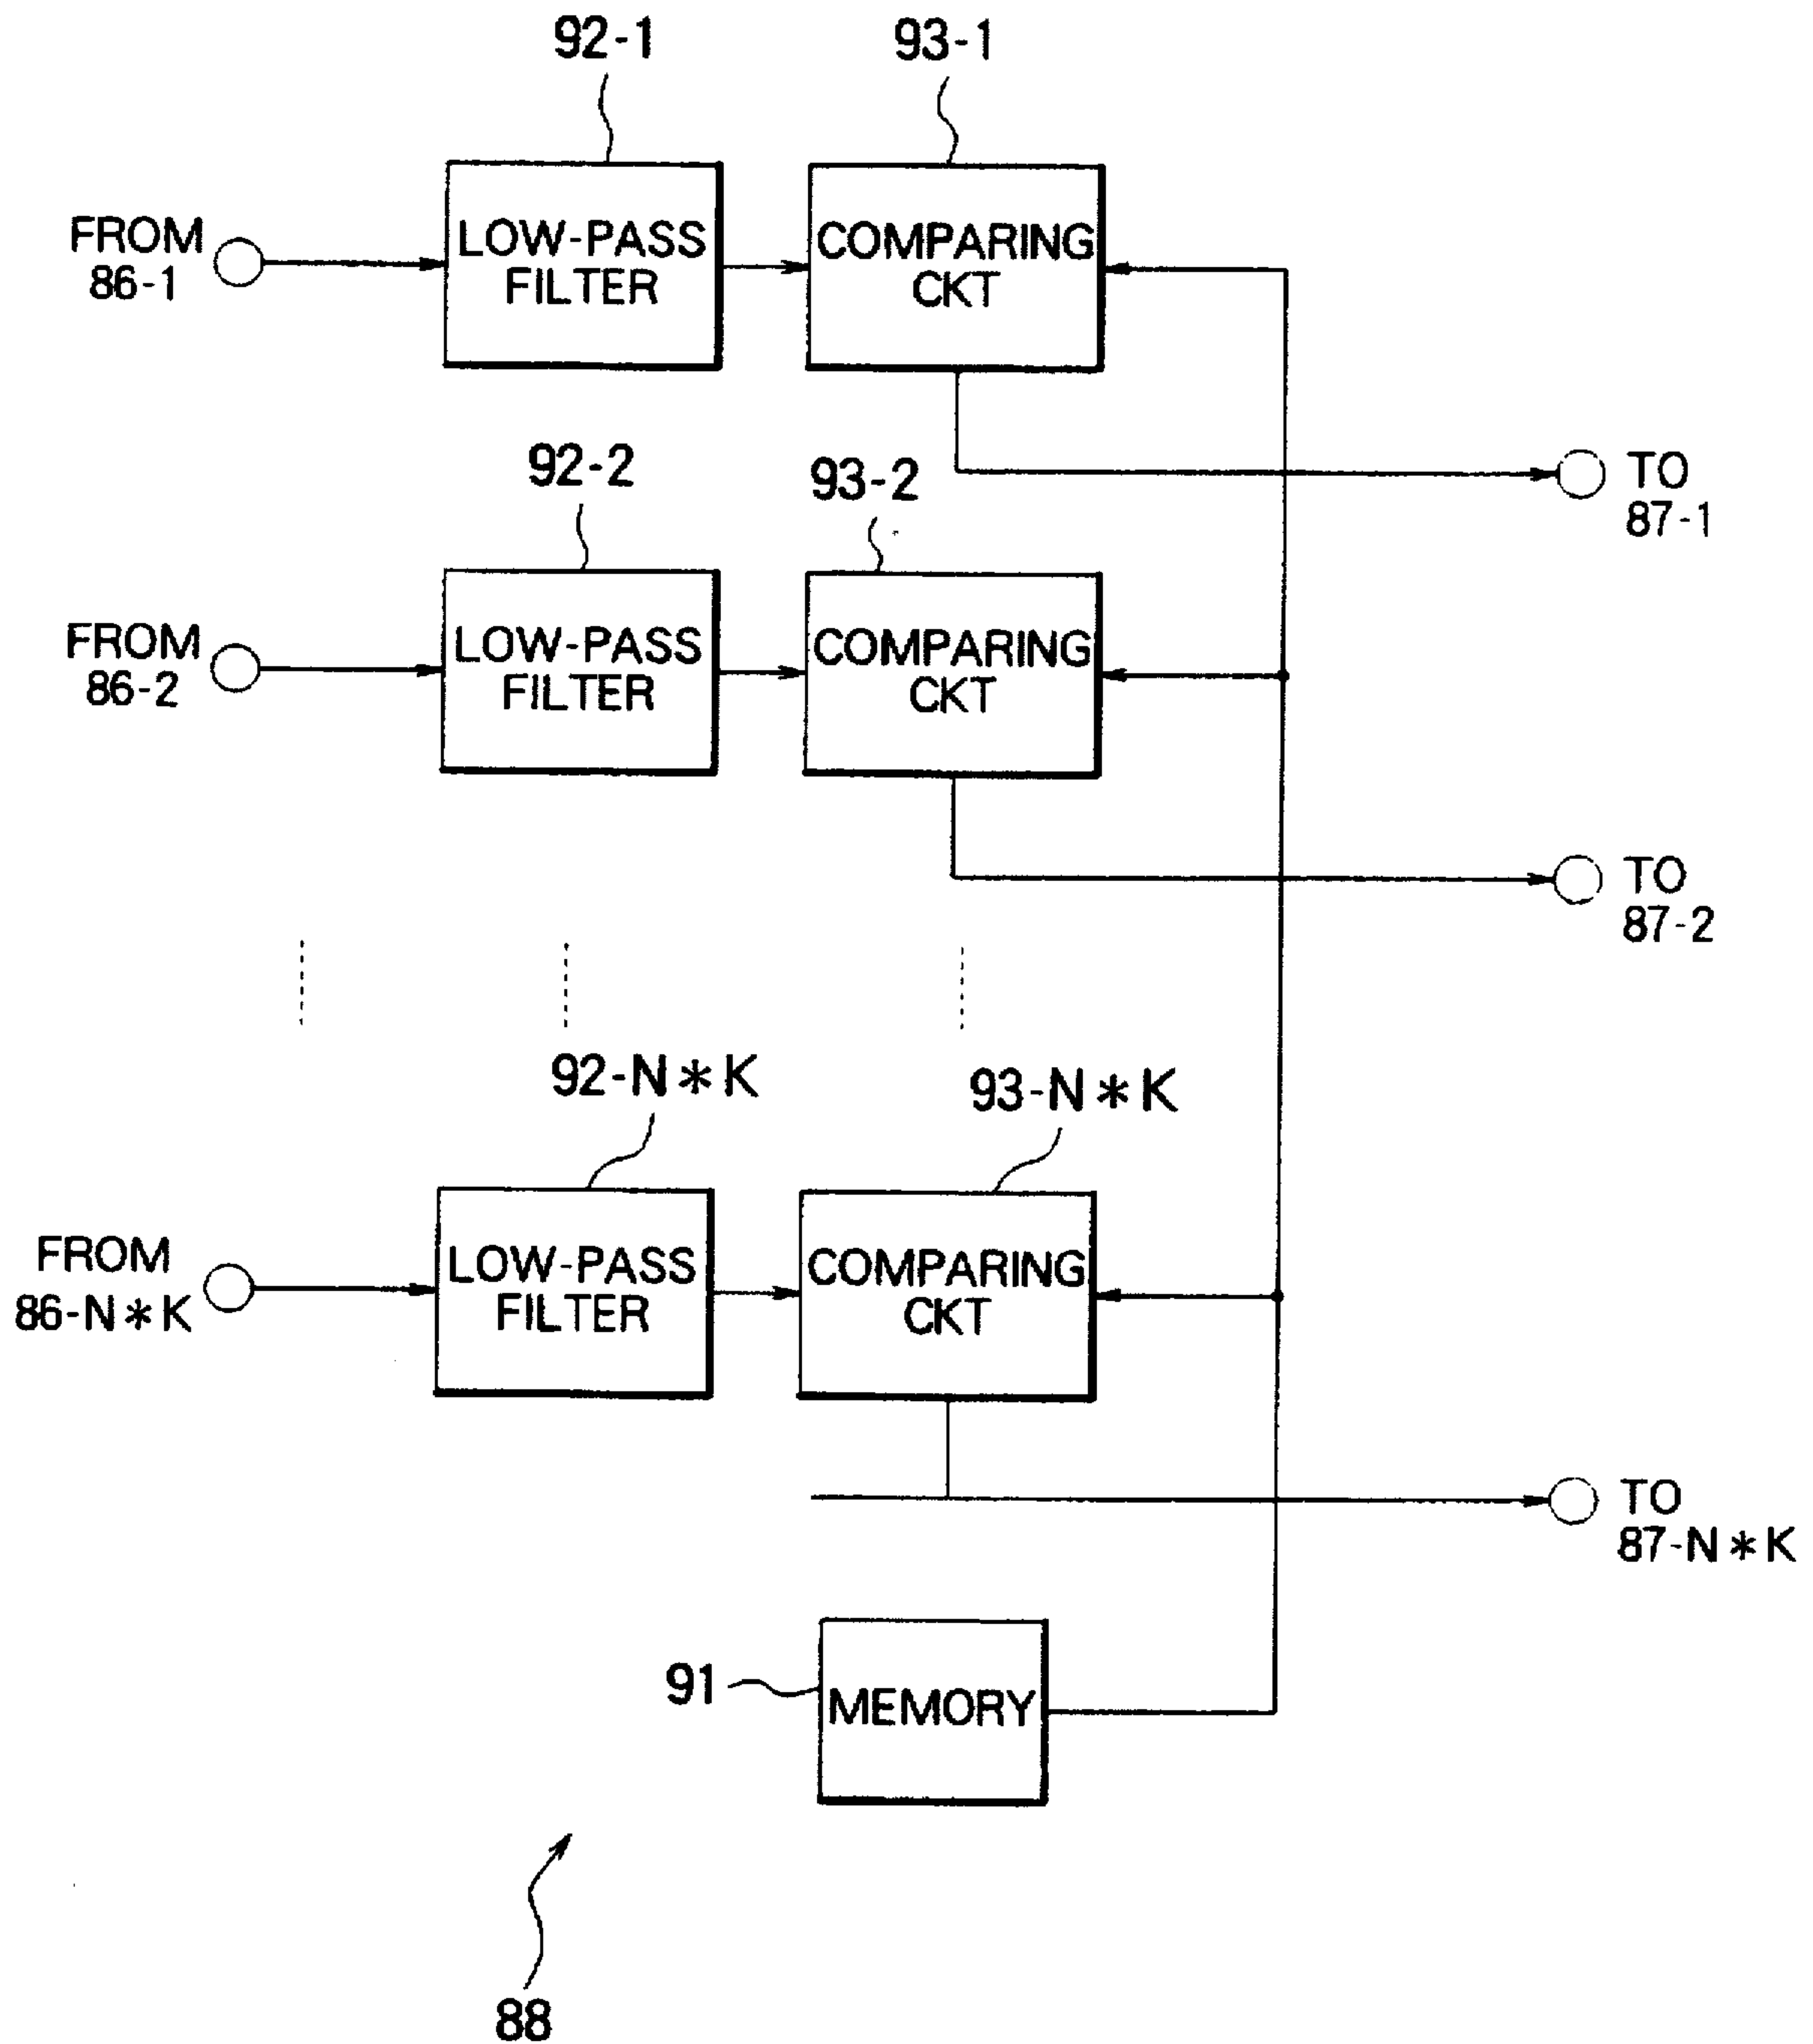 92-1
93-1
FROM
86-1
LOW-PASS
FILTER
COMPARING
CKT
TO
87-1
92-2
93-2
FROM
86-2
LOW-PASS
FILTER
COMPARING
CKT
TO
87-2
92-N*K
93-N*K
FROM
86-N*K
LOW-PASS
FILTER
COMPARING
CKT
TO
87-N*K
91
MEMORY
88